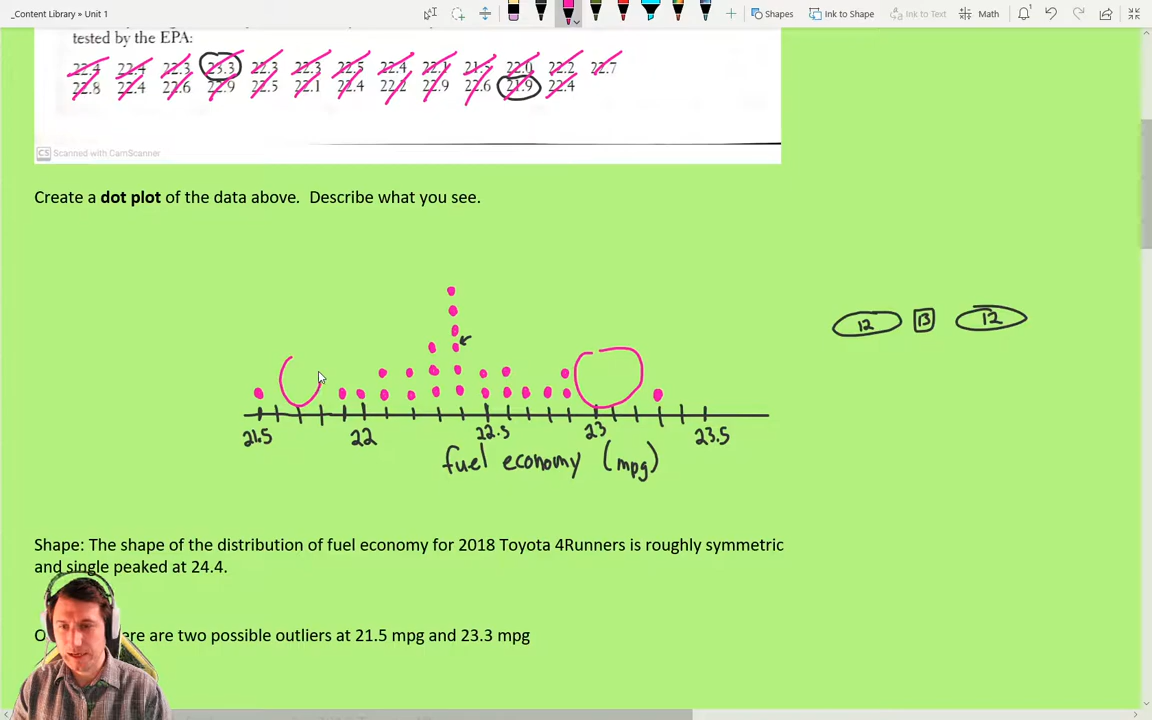 _Content Library » Unit 1
Shapes Ink to Shape Ink to Text Math
tested by the EPA:
22.4 22.4 22.3 23.3 22.3 22.3 22.5 22.4 22.1 21.5 22.0 22.2 22.7
22.8 22.4 22.6 22.9 22.5 22.1 22.4 22.2 22.9 22.6 21.9 22.4
CS Scanned with CamScanner
Create a dot plot of the data above. Describe what you see.
12 13 12
21.5 22 22.5 23 23.5
fuel economy (mpg)
Shape: The shape of the distribution of fuel economy for 2018 Toyota 4Runners is roughly symmetric
and single peaked at 24.4.
are two possible outliers at 21.5 mpg and 23.3 mpg